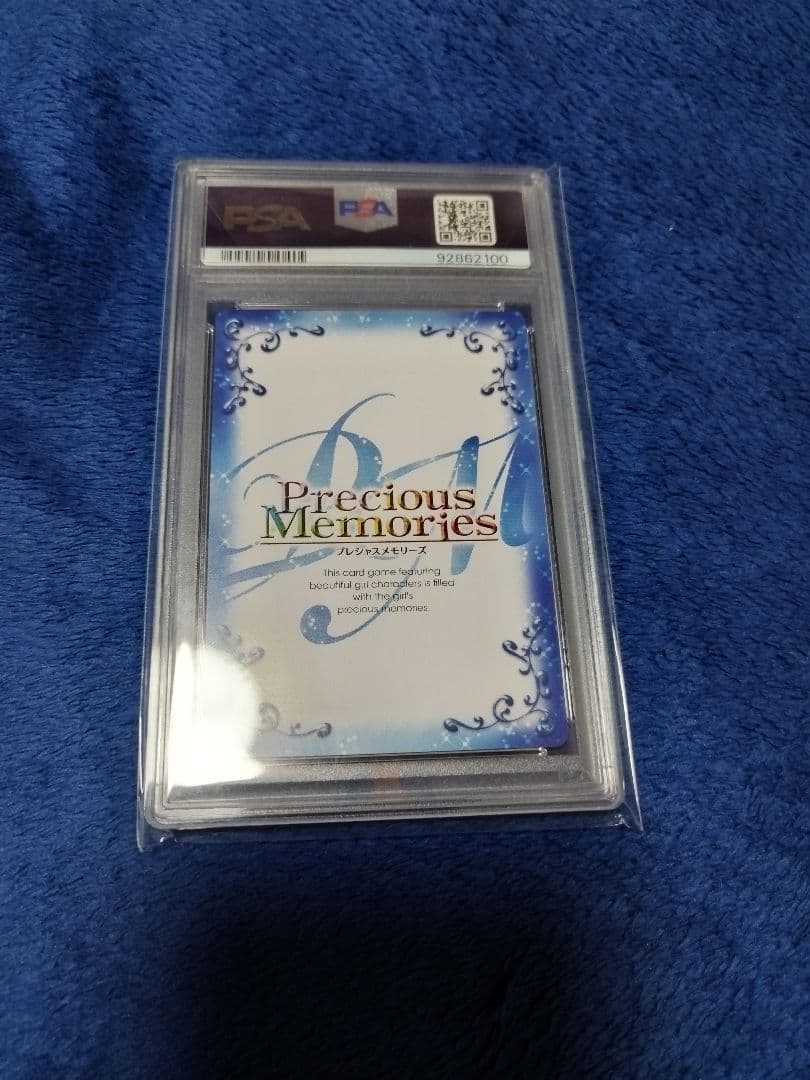 PSA
PSA
92862100
PM
Precious
Memories
プレシャスメモリーズ
This card game featuring
beautiful girl characters is filled
with the girl's
precious memories.